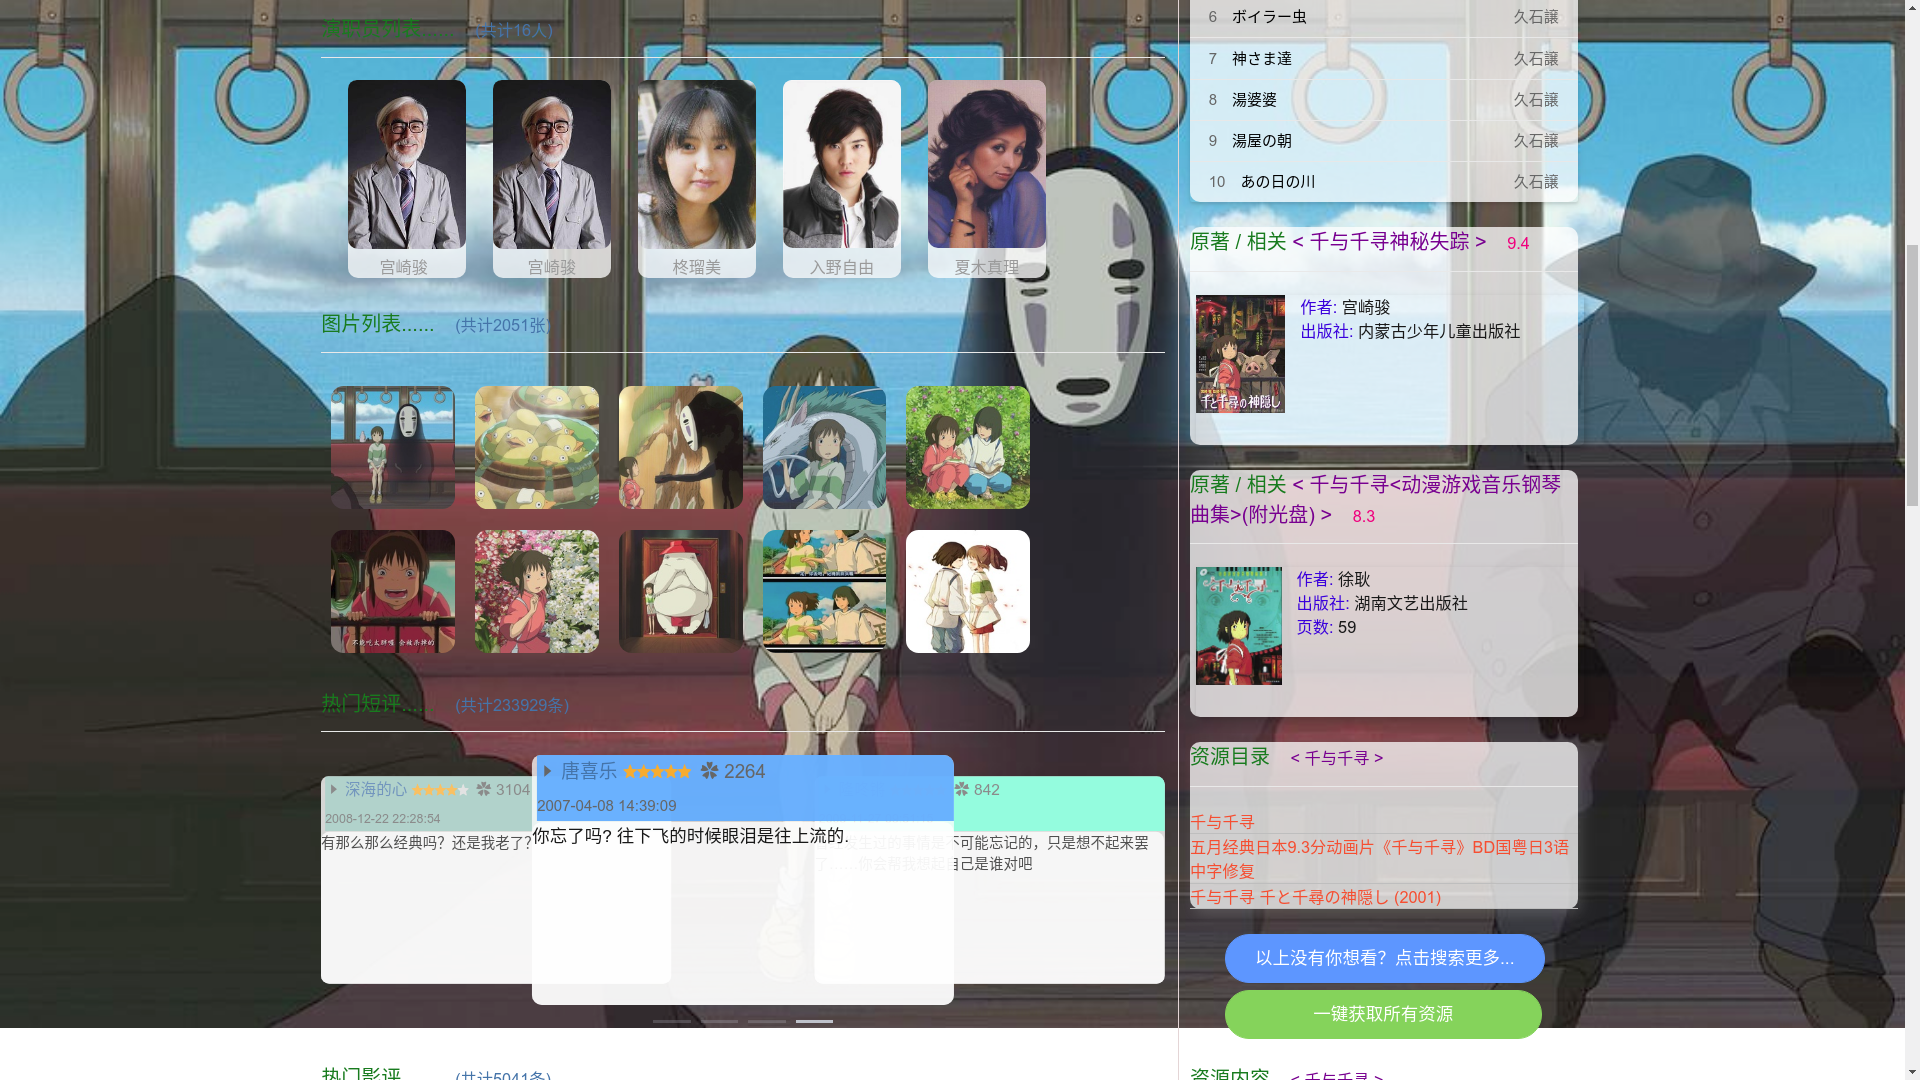 演职员列表...... (共计16人)
宫崎骏
宫崎骏
柊瑠美
入野自由
夏木真理
图片列表...... (共计2051张)
热门短评...... (共计233929条)
深海的心 3104
2008-12-22 22:28:54
有那么那么经典吗？还是我老了?
唐喜乐 2264
2007-04-08 14:39:09
你忘了吗? 往下飞的时候眼泪是往上流的.
842
发生过的事情是不可能忘记的，只是想不起来罢
了……你会帮我想起自己是谁对吧
热门影评 (共计5041条)
6 ボイラー虫 久石譲
7 神さま達 久石譲
8 湯婆婆 久石譲
9 湯屋の朝 久石譲
10 あの日の川 久石譲
原著 / 相关 < 千与千寻神秘失踪 > 9.4
千と千尋の神隠し
作者: 宫崎骏
出版社: 内蒙古少年儿童出版社
原著 / 相关 < 千与千寻<动漫游戏音乐钢琴
曲集>(附光盘) > 8.3
作者: 徐耿
出版社: 湖南文艺出版社
页数: 59
资源目录 < 千与千寻 >
千与千寻
五月经典日本9.3分动画片《千与千寻》BD国粤日3语
中字修复
千与千寻 千と千尋の神隠し (2001)
以上没有你想看？点击搜索更多...
一键获取所有资源
资源内容 < 千与千寻 >